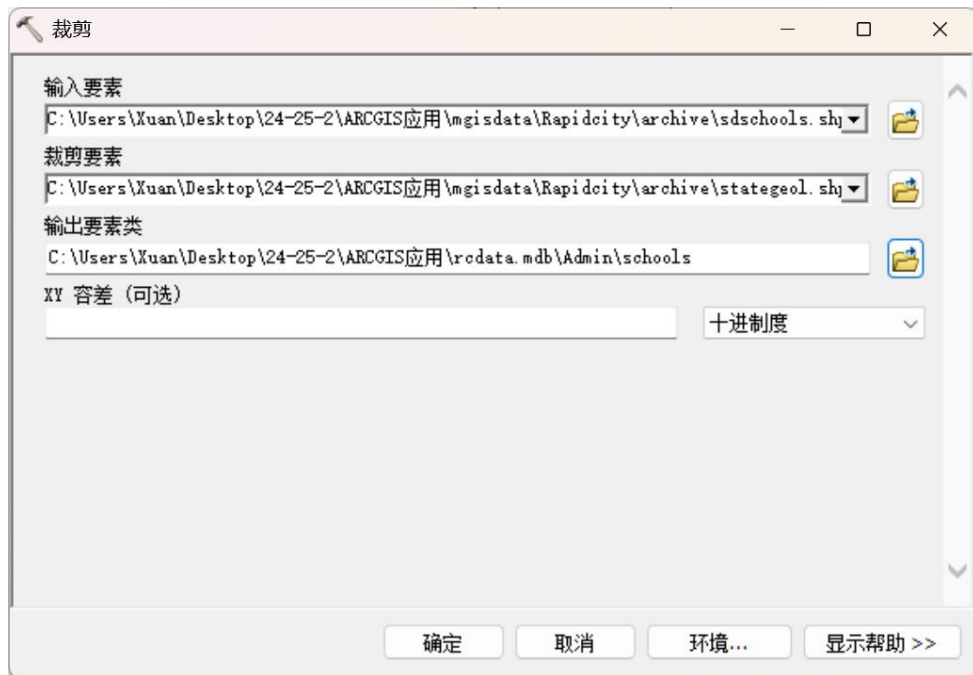 裁剪
输入要素
C:\Users\Xuan\Desktop\24-25-2\ARCGIS应用\mgisdata\Rapidcity\archive\sdschools.shp
裁剪要素
C:\Users\Xuan\Desktop\24-25-2\ARCGIS应用\mgisdata\Rapidcity\archive\stategeol.shp
输出要素类
C:\Users\Xuan\Desktop\24-25-2\ARCGIS应用\rcdata.mdb\Admin\schools
XY 容差 (可选)
十进制度
确定 取消 环境... 显示帮助 >>